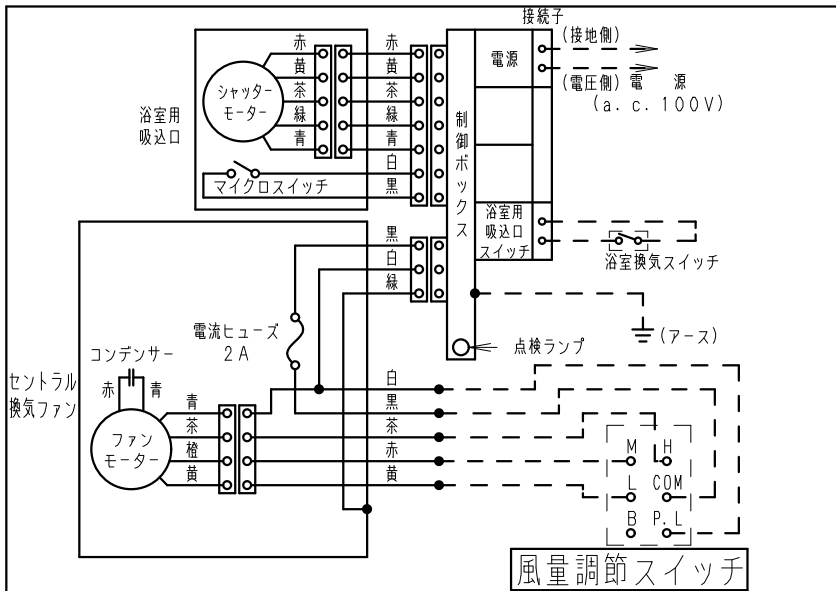 接続子
(接地側)
電源
(電圧側) 電 源
(a. c. 100V)
赤 赤
黄 黄
茶 茶
緑 緑
青 青
白
黒
シャッター
モーター
浴室用
吸込口
マイクロスイッチ
制御ボックス
浴室用
吸込口
スイッチ
浴室換気スイッチ
黒
白
緑
電流ヒューズ
2A
点検ランプ
(アース)
コンデンサー
赤 青
セントラル
換気ファン
ファン
モーター
青
茶
橙
黄
白
黒
茶
赤
黄
M H
L COM
B P.L
風量調節スイッチ